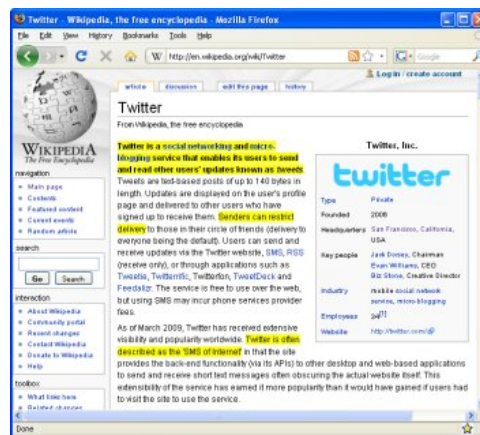 Twitter - Wikipedia, the free encyclopedia - Mozilla Firefox
File Edit View History Bookmarks Tools Help
W http://en.wikipedia.org/wiki/Twitter
Google
Log in / create account
article discussion edit this page history
WIKIPEDIA
The Free Encyclopedia
navigation
Main page
Contents
Featured content
Current events
Random article
search
Go Search
interaction
About Wikipedia
Community portal
Recent changes
Contact Wikipedia
Donate to Wikipedia
Help
toolbox
What links here
Related changes
Twitter
From Wikipedia, the free encyclopedia
Twitter is a social networking and micro-
blogging service that enables its users to send
and read other users' updates known as tweets.
Tweets are text-based posts of up to 140 bytes in
length. Updates are displayed on the user's profile
page and delivered to other users who have
signed up to receive them. Senders can restrict
delivery to those in their circle of friends (delivery to
everyone being the default). Users can send and
receive updates via the Twitter website, SMS, RSS
(receive only), or through applications such as
Tweetie, Twitterrific, Twitterfon, TweetDeck and
Feedalizr. The service is free to use over the web,
but using SMS may incur phone services provider
fees.
As of March 2009, Twitter has received extensive
visibility and popularity worldwide. Twitter is often
described as the 'SMS of Internet' in that the site
provides the back-end functionality (via its APIs) to other desktop and web-based applications
to send and receive short text messages often obscuring the actual website itself. This
extensibility of the service has earned it more popularity than it would have gained if users had
to visit the site to use the service.
Twitter, Inc.
twitter
Type Private
Founded 2006
Headquarters San Francisco, California,
USA
Key people Jack Dorsey, Chairman
Evan Williams, CEO
Biz Stone, Creative Director
Industry mobile social network
service, micro-blogging
Employees 34[1]
Website http://twitter.com/
Done